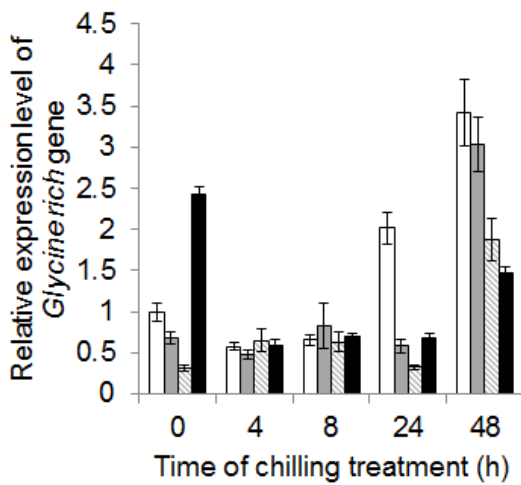 Relative expression level of
Glycine rich gene
4.5
4
3.5
3
2.5
2
1.5
1
0.5
0
0 4 8 24 48
Time of chilling treatment (h)